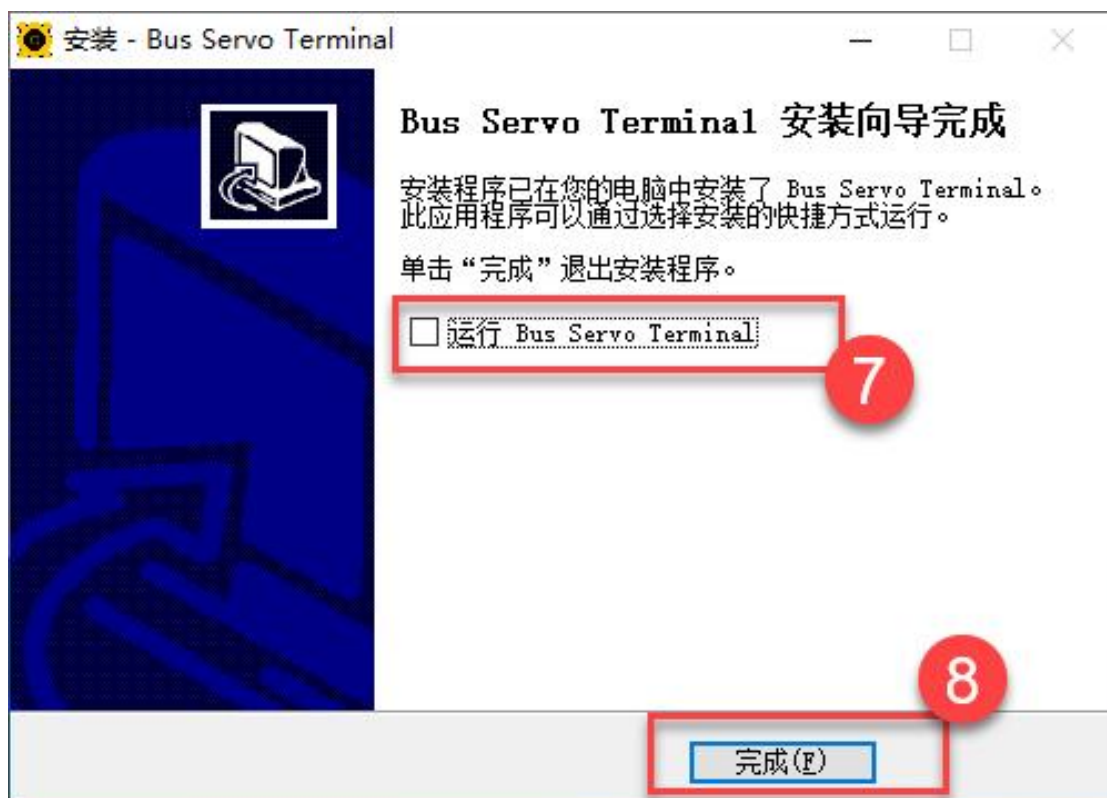 安装 - Bus Servo Terminal
Bus Servo Terminal 安装向导完成
安装程序已在您的电脑中安装了 Bus Servo Terminal。
此应用程序可以通过选择安装的快捷方式运行。
单击“完成”退出安装程序。
运行 Bus Servo Terminal
7
8
完成(F)